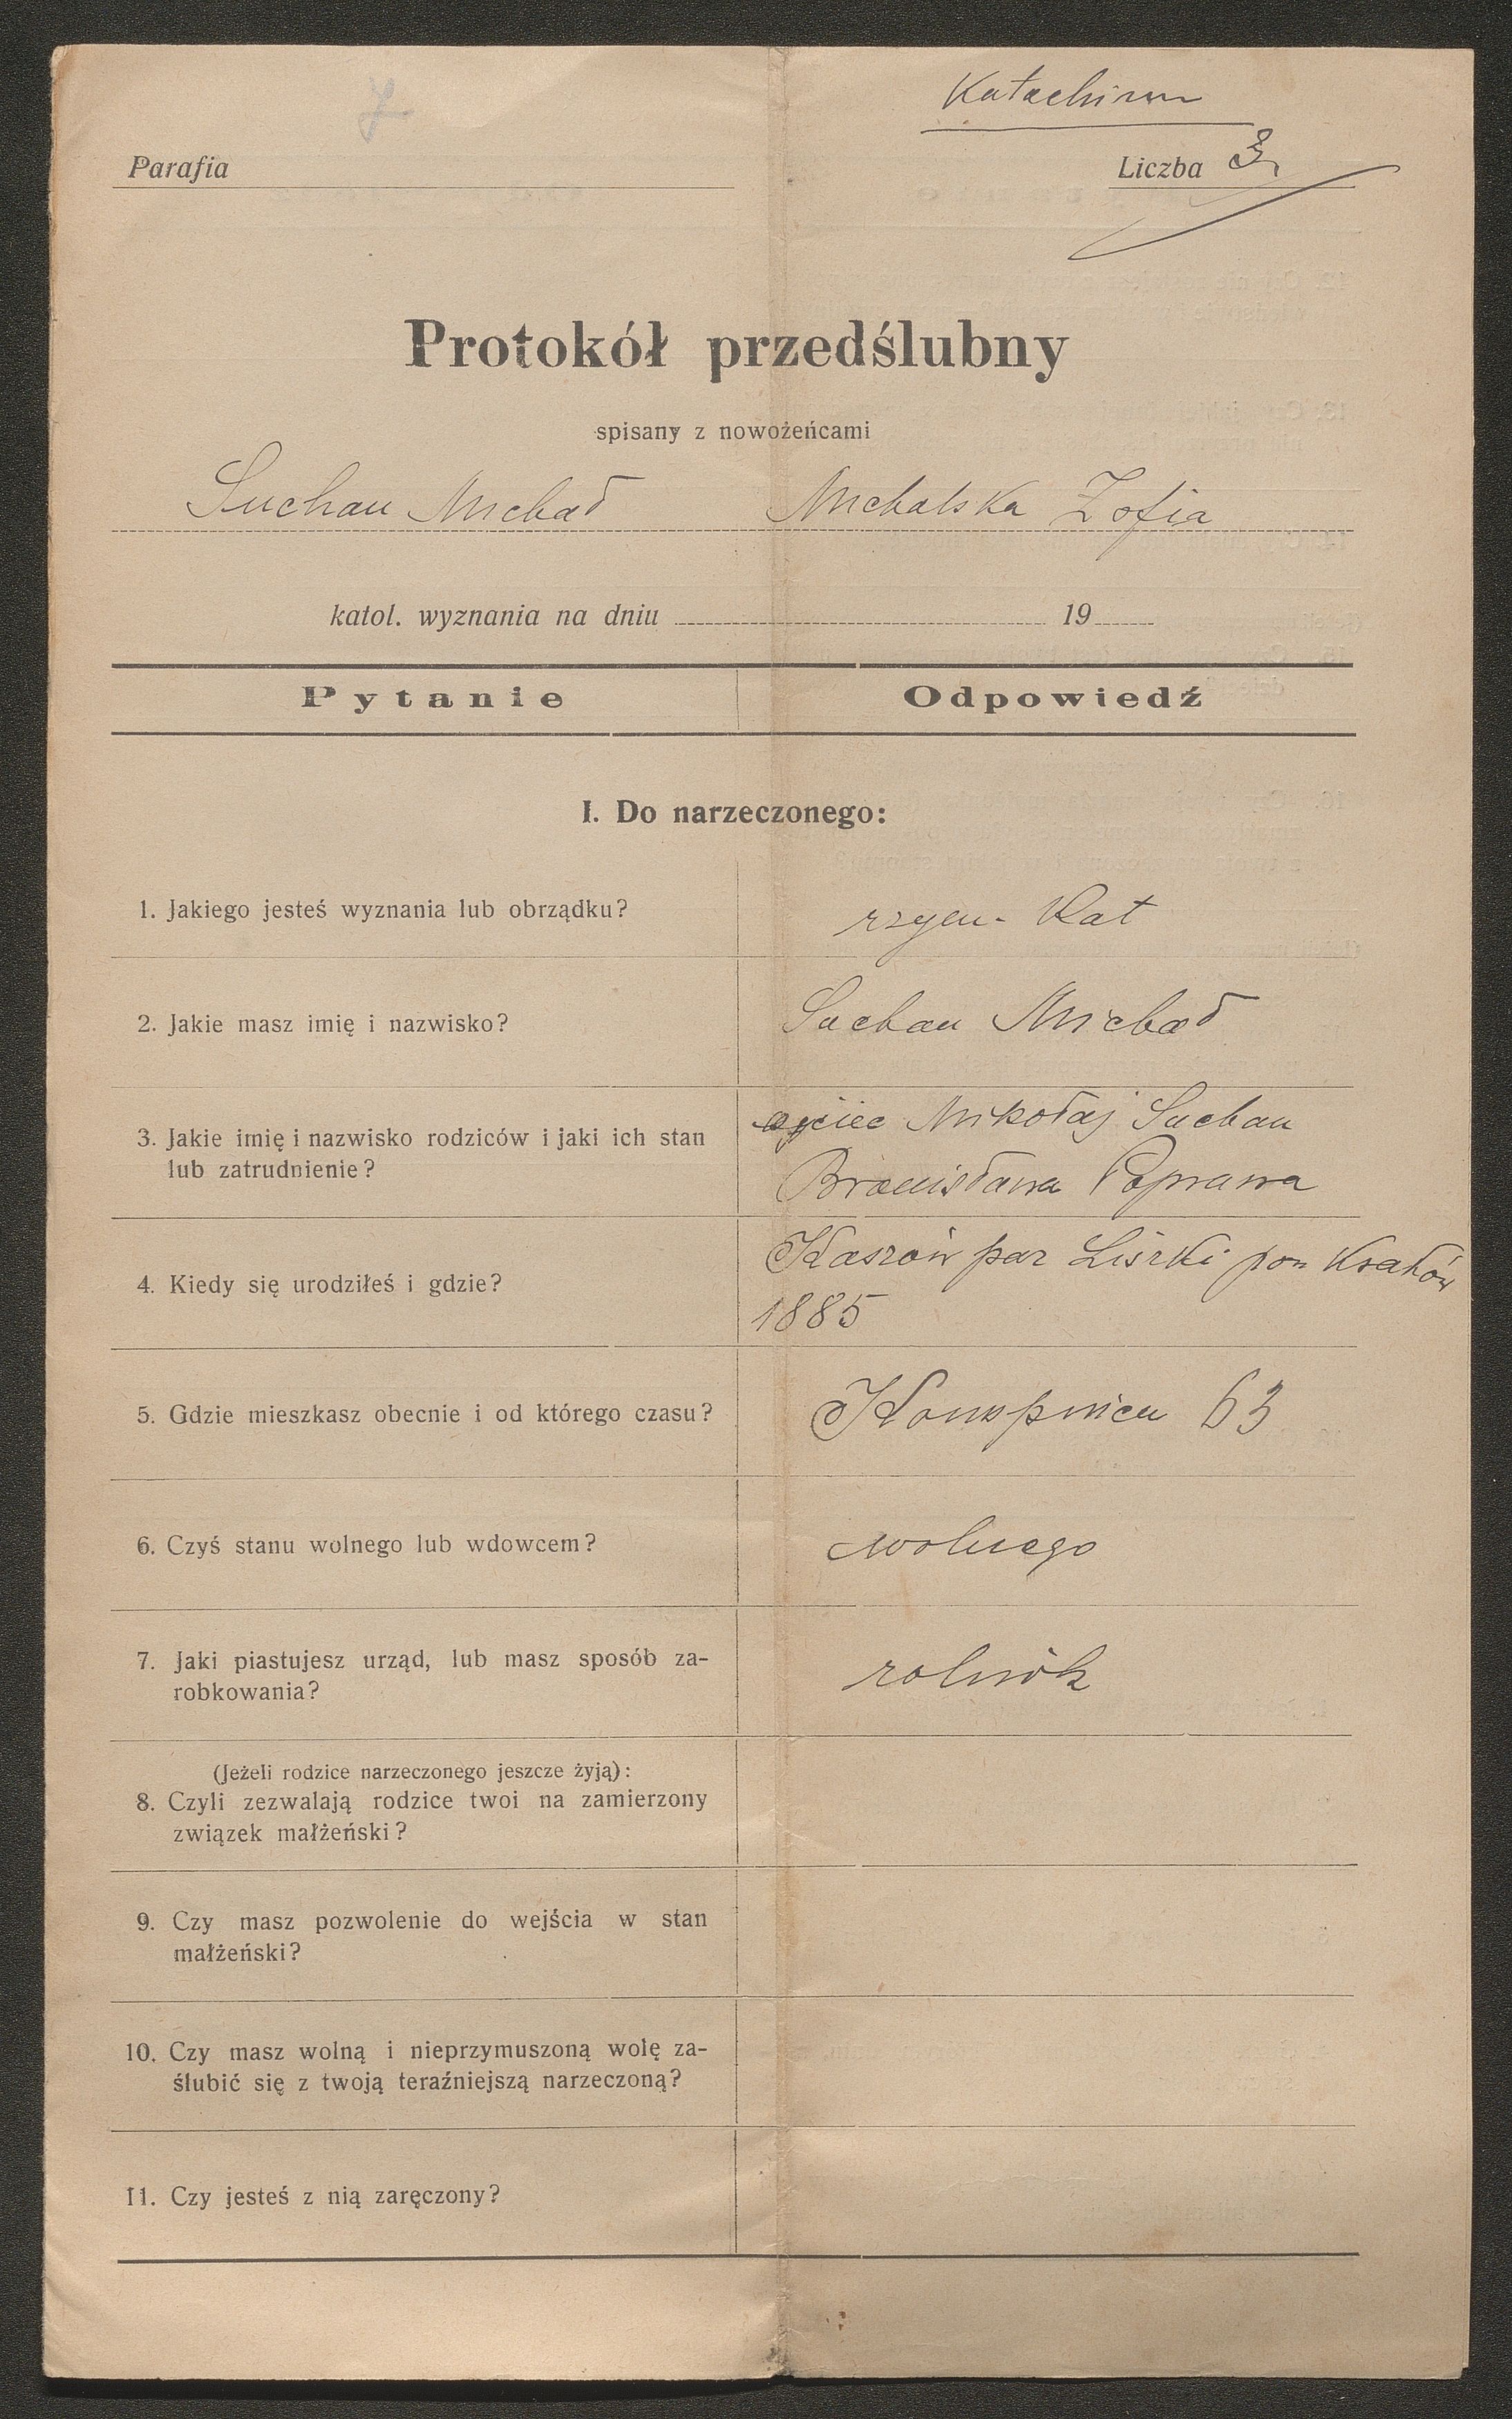 Katechizm
Parafia
Liczba 3
Protokół przedślubny
spisany z nowożeńcami
Suchan Michał Michalska Zofia
katol. wyznania na dniu 19
Pytanie Odpowiedź
I. Do narzeczonego:
1. Jakiego jesteś wyznania lub obrządku?
rzym- Kat
2. Jakie masz imię i nazwisko?
Suchan Michał
3. Jakie imię i nazwisko rodziców i jaki ich stan
lub zatrudnienie?
ojciec Mikołaj Suchan
Bronisława Poprawa
4. Kiedy się urodziłeś i gdzie?
Kaszów par Liszki pow Kraków
1885
5. Gdzie mieszkasz obecnie i od którego czasu?
Konopnica 63
6. Czyś stanu wolnego lub wdowcem?
wolnego
7. Jaki piastujesz urząd, lub masz sposób za-
robkowania?
rolnik
(Jeżeli rodzice narzeczonego jeszcze żyją):
8. Czyli zezwalają rodzice twoi na zamierzony
związek małżeński?
9. Czy masz pozwolenie do wejścia w stan
małżeński?
10. Czy masz wolną i nieprzymuszoną wolę za-
ślubić się z twoją teraźniejszą narzeczoną?
11. Czy jesteś z nią zaręczony?